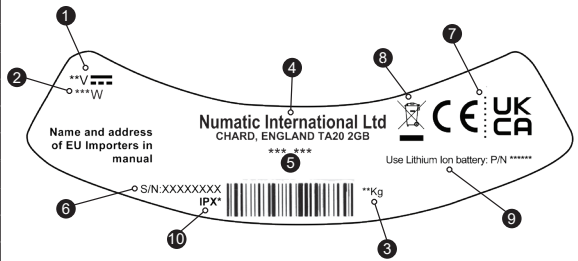 1
2
**V
***W
Name and address
of EU Importers in
manual
4
Numatic International Ltd
CHARD, ENGLAND TA20 2GB
***_***
5
8
7
CE
UK
CA
Use Lithium Ion battery: P/N ******
9
6
S/N:XXXXXXXX
IPX*
10
**Kg
3